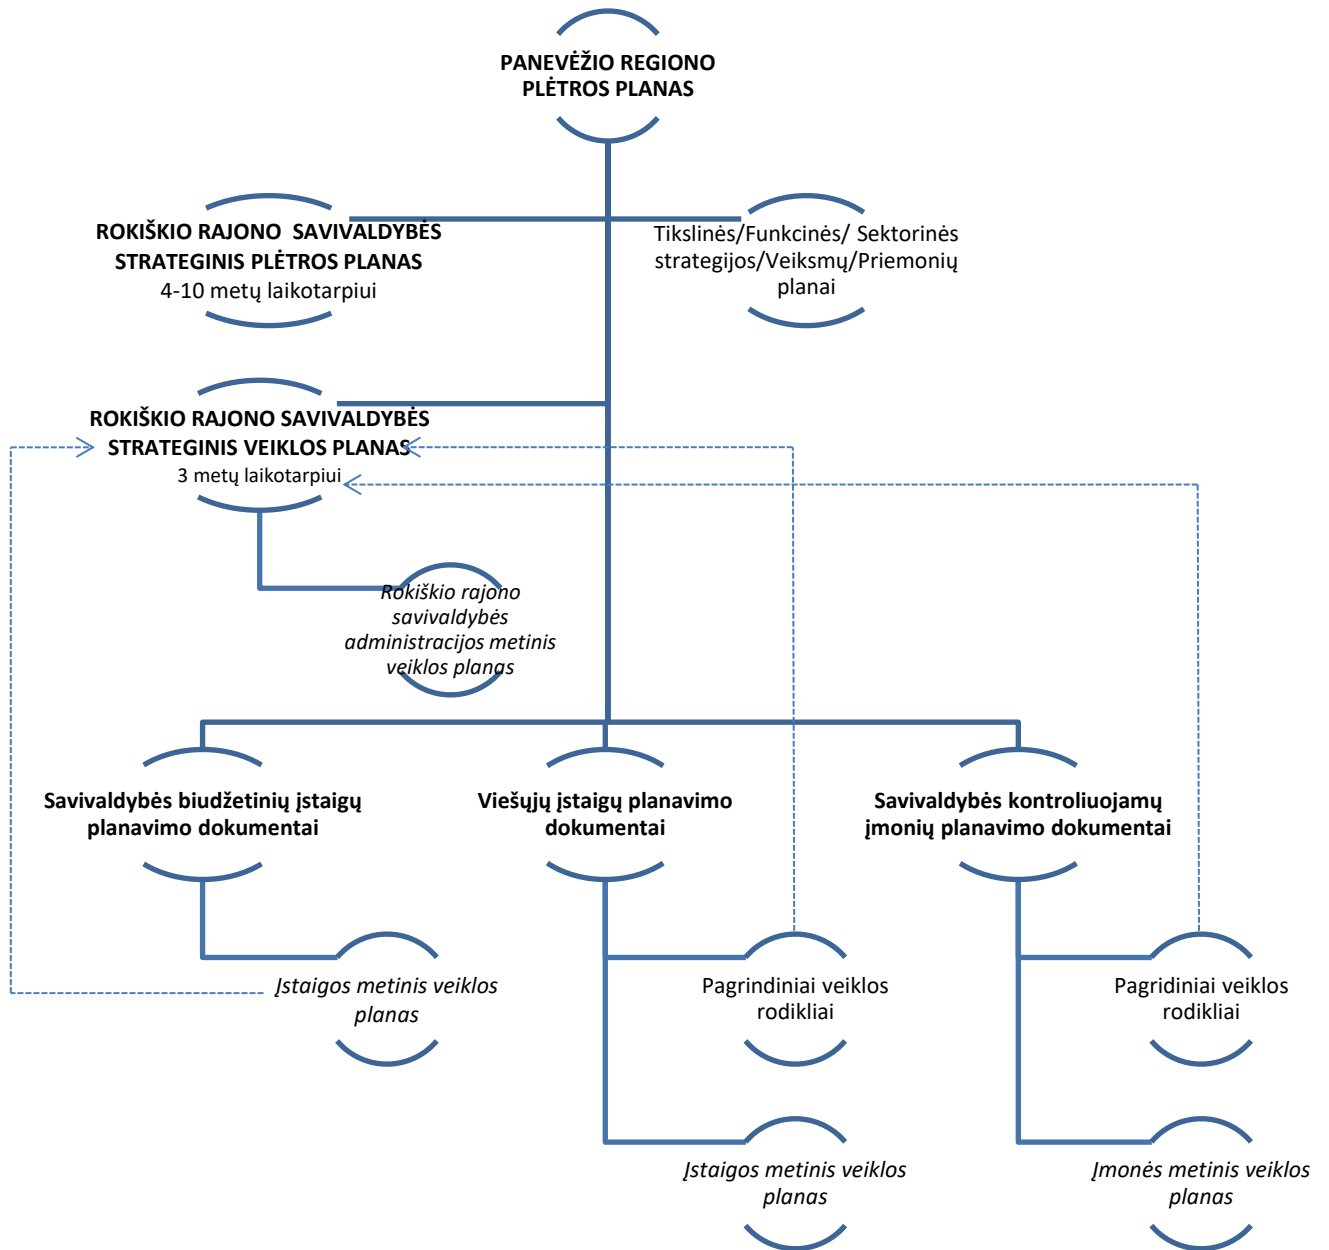 PANEVĖŽIO REGIONO
PLĖTROS PLANAS
ROKIŠKIO RAJONO SAVIVALDYBĖS
STRATEGINIS PLĖTROS PLANAS
4-10 metų laikotarpiui
Tikslinės/Funkcinės/ Sektorinės
strategijos/Veiksmų/Priemonių
planai
ROKIŠKIO RAJONO SAVIVALDYBĖS
STRATEGINIS VEIKLOS PLANAS
3 metų laikotarpiui
Rokiškio rajono
savivaldybės
administracijos metinis
veiklos planas
Savivaldybės biudžetinių įstaigų
planavimo dokumentai
Viešųjų įstaigų planavimo
dokumentai
Savivaldybės kontroliuojamų
įmonių planavimo dokumentai
Įstaigos metinis veiklos
planas
Pagrindiniai veiklos
rodikliai
Pagridiniai veiklos
rodikliai
Įstaigos metinis veiklos
planas
Įmonės metinis veiklos
planas